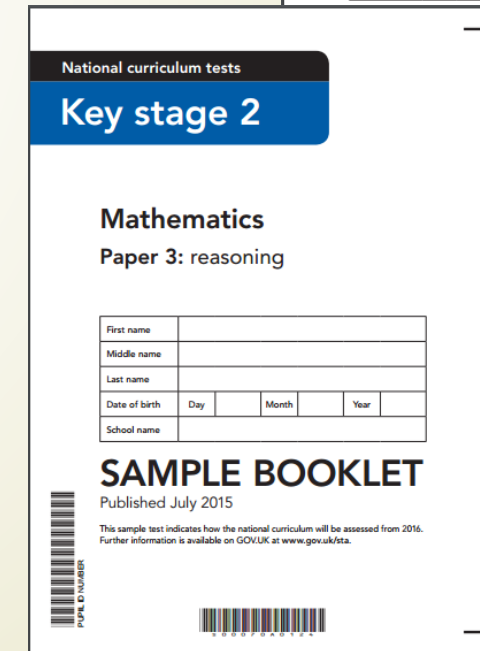 National curriculum tests
Key stage 2
Mathematics
Paper 3: reasoning
First name
Middle name
Last name
Date of birth Day Month Year
School name
SAMPLE BOOKLET
Published July 2015
This sample test indicates how the national curriculum will be assessed from 2016.
Further information is available on GOV.UK at www.gov.uk/sta.
PUPIL ID NUMBER